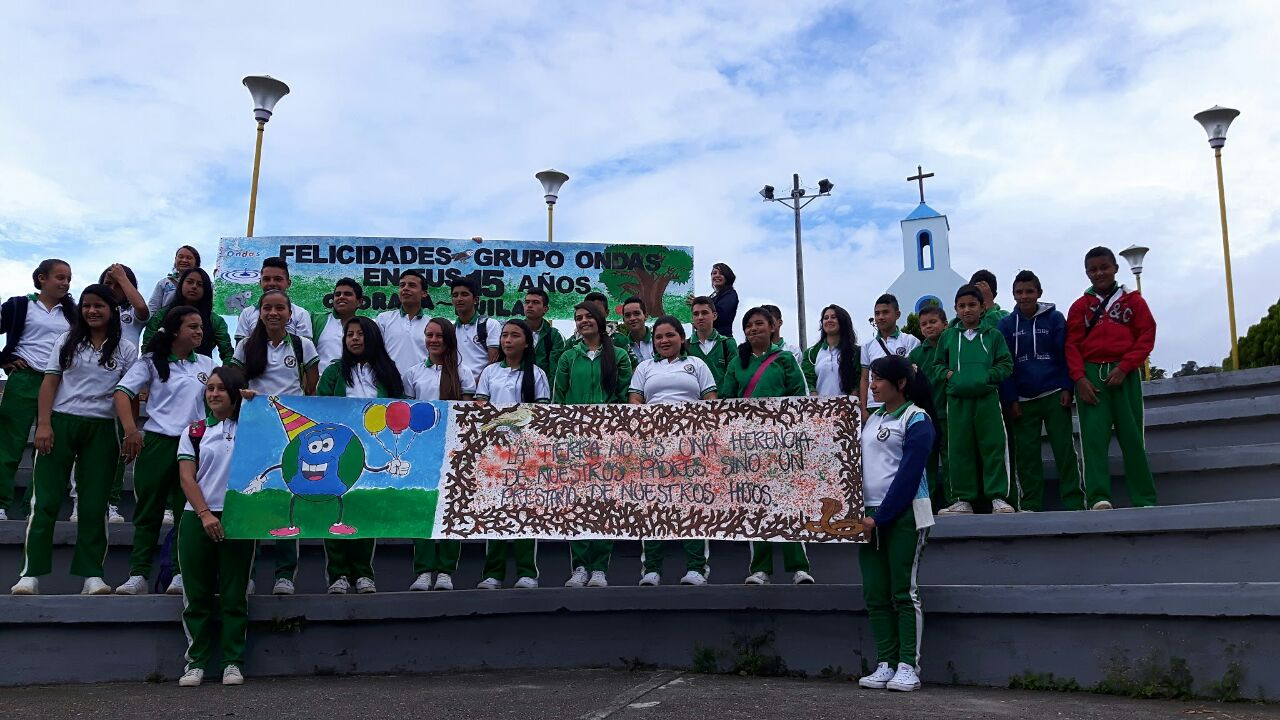 Ondas
FELICIDADES GRUPO ONDAS
EN TUS 15 AÑOS
LA TIERRA NO ES UNA HERENCIA
DE NUESTROS PADRES SINO UN
PRESTAMO DE NUESTROS HIJOS.